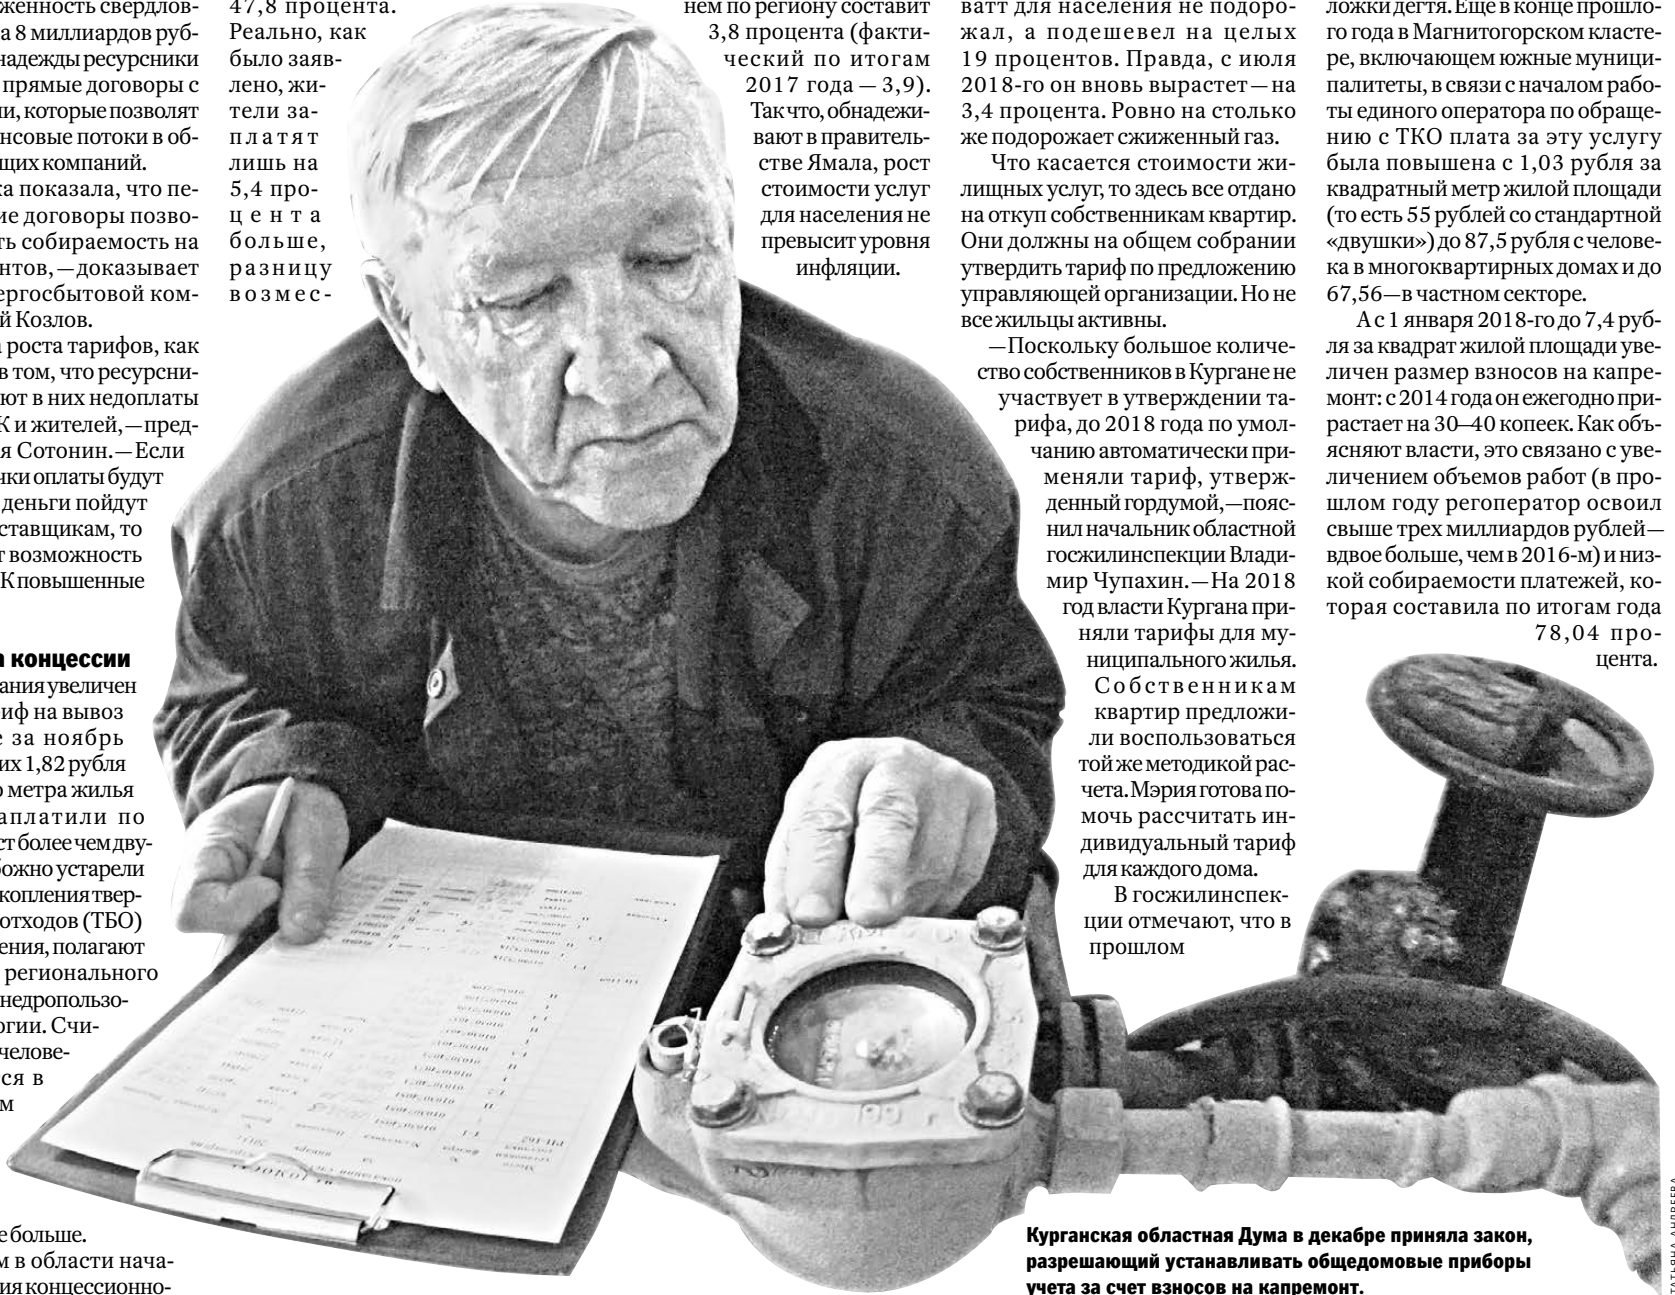 женность свердлов-
а 8 миллиардов руб-
надежды ресурсники
прямые договоры с
и, которые позволят
нсовые потоки в об-
щих компаний.
ка показала, что пе-
ие договоры позво-
ть собираемость на
нтов, — доказывает
ергосбытовой ком-
й Козлов.
а роста тарифов, как
в том, что ресурсни-
ют в них недоплаты
К и жителей, — пред-
я Сотонин. — Если
чки оплаты будут
деньги пойдут
ставщикам, то
т возможность
К повышенные
а концессии
ания увеличен
иф на вывоз
е за ноябрь
их 1,82 рубля
о метра жилья
аплатили по
ст более чем дву-
божно устарели
копления твер-
отходов (ТБО)
ения, полагают
регионального
недропользо-
огии. Счи-
челове-
ся в
м
е больше.
м в области нача-
ия концессионно-
47,8 процента.
Реально, как
было заяв-
лено, жи-
тели за-
платят
лишь на
5,4 про-
цента
больше,
разницу
возмес-
нем по региону составит
3,8 процента (факти-
ческий по итогам
2017 года — 3,9).
Так что, обнадежи-
вают в правитель-
стве Ямала, рост
стоимости услуг
для населения не
превысит уровня
инфляции.
ватт для населения не подоро-
жал, а подешевел на целых
19 процентов. Правда, с июля
2018-го он вновь вырастет — на
3,4 процента. Ровно на столько
же подорожает сжиженный газ.
Что касается стоимости жи-
лищных услуг, то здесь все отдано
на откуп собственникам квартир.
Они должны на общем собрании
утвердить тариф по предложению
управляющей организации. Но не
все жильцы активны.
— Поскольку большое количе-
ство собственников в Кургане не
участвует в утверждении та-
рифа, до 2018 года по умол-
чанию автоматически при-
меняли тариф, утверж-
денный гордумой, — пояс-
нил начальник областной
госжилинспекции Влади-
мир Чупахин. — На 2018
год власти Кургана при-
няли тарифы для му-
ниципального жилья.
Собственникам
квартир предложи-
ли воспользоваться
той же методикой рас-
чета. Мэрия готова по-
мочь рассчитать ин-
дивидуальный тариф
для каждого дома.
В госжилинспек-
ции отмечают, что в
прошлом
ложки дегтя. Еще в конце прошло-
го года в Магнитогорском класте-
ре, включающем южные муници-
палитеты, в связи с началом рабо-
ты единого оператора по обраще-
нию с ТКО плата за эту услугу
была повышена с 1,03 рубля за
квадратный метр жилой площади
(то есть 55 рублей со стандартной
«двушки») до 87,5 рубля с челове-
ка в многоквартирных домах и до
67,56 — в частном секторе.
А с 1 января 2018-го до 7,4 руб-
ля за квадрат жилой площади уве-
личен размер взносов на капре-
монт: с 2014 года он ежегодно при-
растает на 30–40 копеек. Как объ-
ясняют власти, это связано с уве-
личением объемов работ (в про-
шлом году регоператор освоил
свыше трех миллиардов рублей —
вдвое больше, чем в 2016-м) и низ-
кой собираемости платежей, ко-
торая составила по итогам года
78,04 про-
цента.
Курганская областная Дума в декабре приняла закон,
разрешающий устанавливать общедомовые приборы
учета за счет взносов на капремонт.
ТАТЬЯНА АНДРЕЕВА